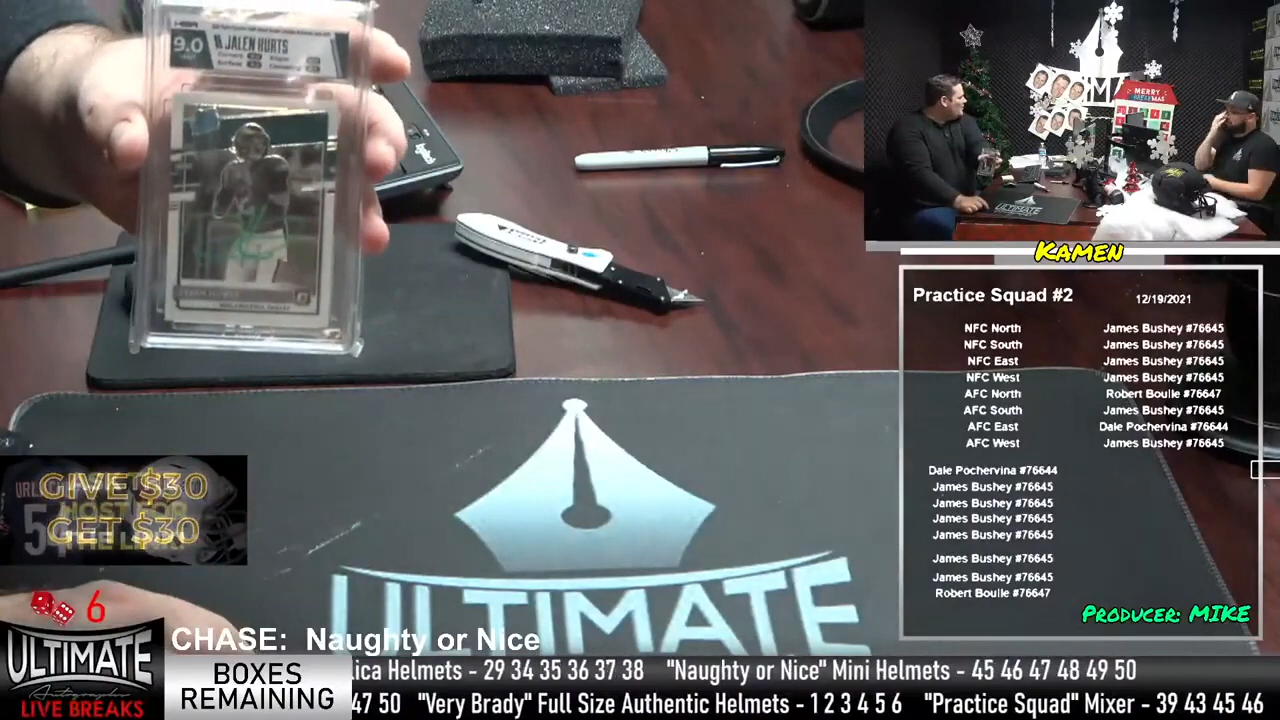 HGA
9.0
JALEN HURTS
MERRY
BREAKMAS
ULTIMATE
KAMEN
Practice Squad #2 12/19/2021
NFC North James Bushey #76645
NFC South James Bushey #76645
NFC East James Bushey #76645
NFC West James Bushey #76645
AFC North Robert Boulle #76647
AFC South James Bushey #76645
AFC East Dale Pochervina #76644
AFC West James Bushey #76645
Dale Pochervina #76644
James Bushey #76645
James Bushey #76645
James Bushey #76645
James Bushey #76645
James Bushey #76645
James Bushey #76645
Robert Boulle #76647
PRODUCER: MIKE
GIVE $30
GET $30
ULTIMATE
6
CHASE: Naughty or Nice
ULTIMATE
Autographs
LIVE BREAKS
BOXES
REMAINING
ica Helmets - 29 34 35 36 37 38 "Naughty or Nice" Mini Helmets - 45 46 47 48 49 50
47 50 "Very Brady" Full Size Authentic Helmets - 1 2 3 4 5 6 "Practice Squad" Mixer - 39 43 45 46